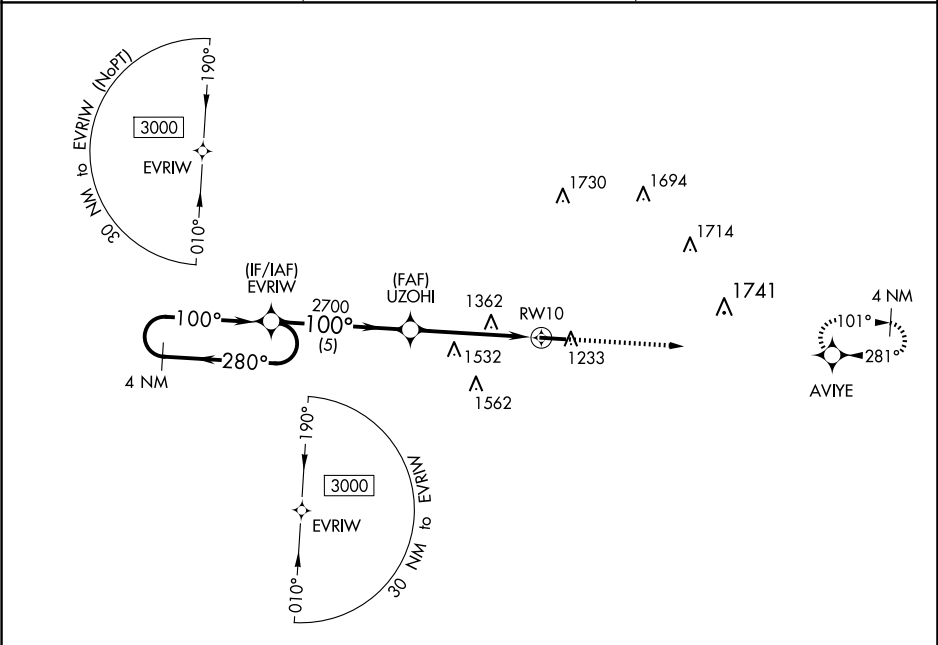 30 NM to EVRIW (NoPT)
190°
3000
EVRIW
010°
1730
1694
1714
1741
(IF/IAF)
EVRIW
(FAF)
UZOHI
1362
RW10
4 NM
100°
2700
100°
(5)
101°
280°
1532
1233
281°
4 NM
1562
AVIYE
190°
3000
EVRIW
30 NM to EVRIW
010°